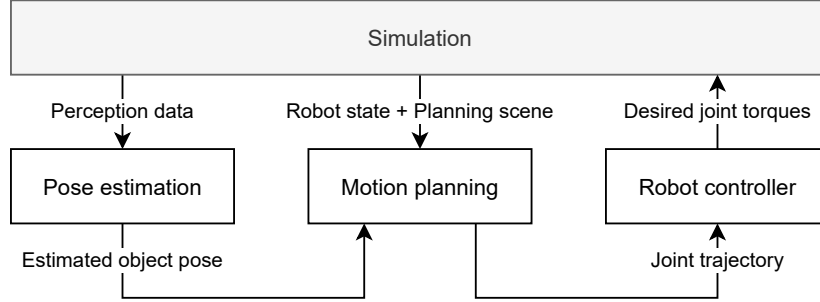 Simulation
Perception data
Robot state + Planning scene
Desired joint torques
Pose estimation
Motion planning
Robot controller
Estimated object pose
Joint trajectory